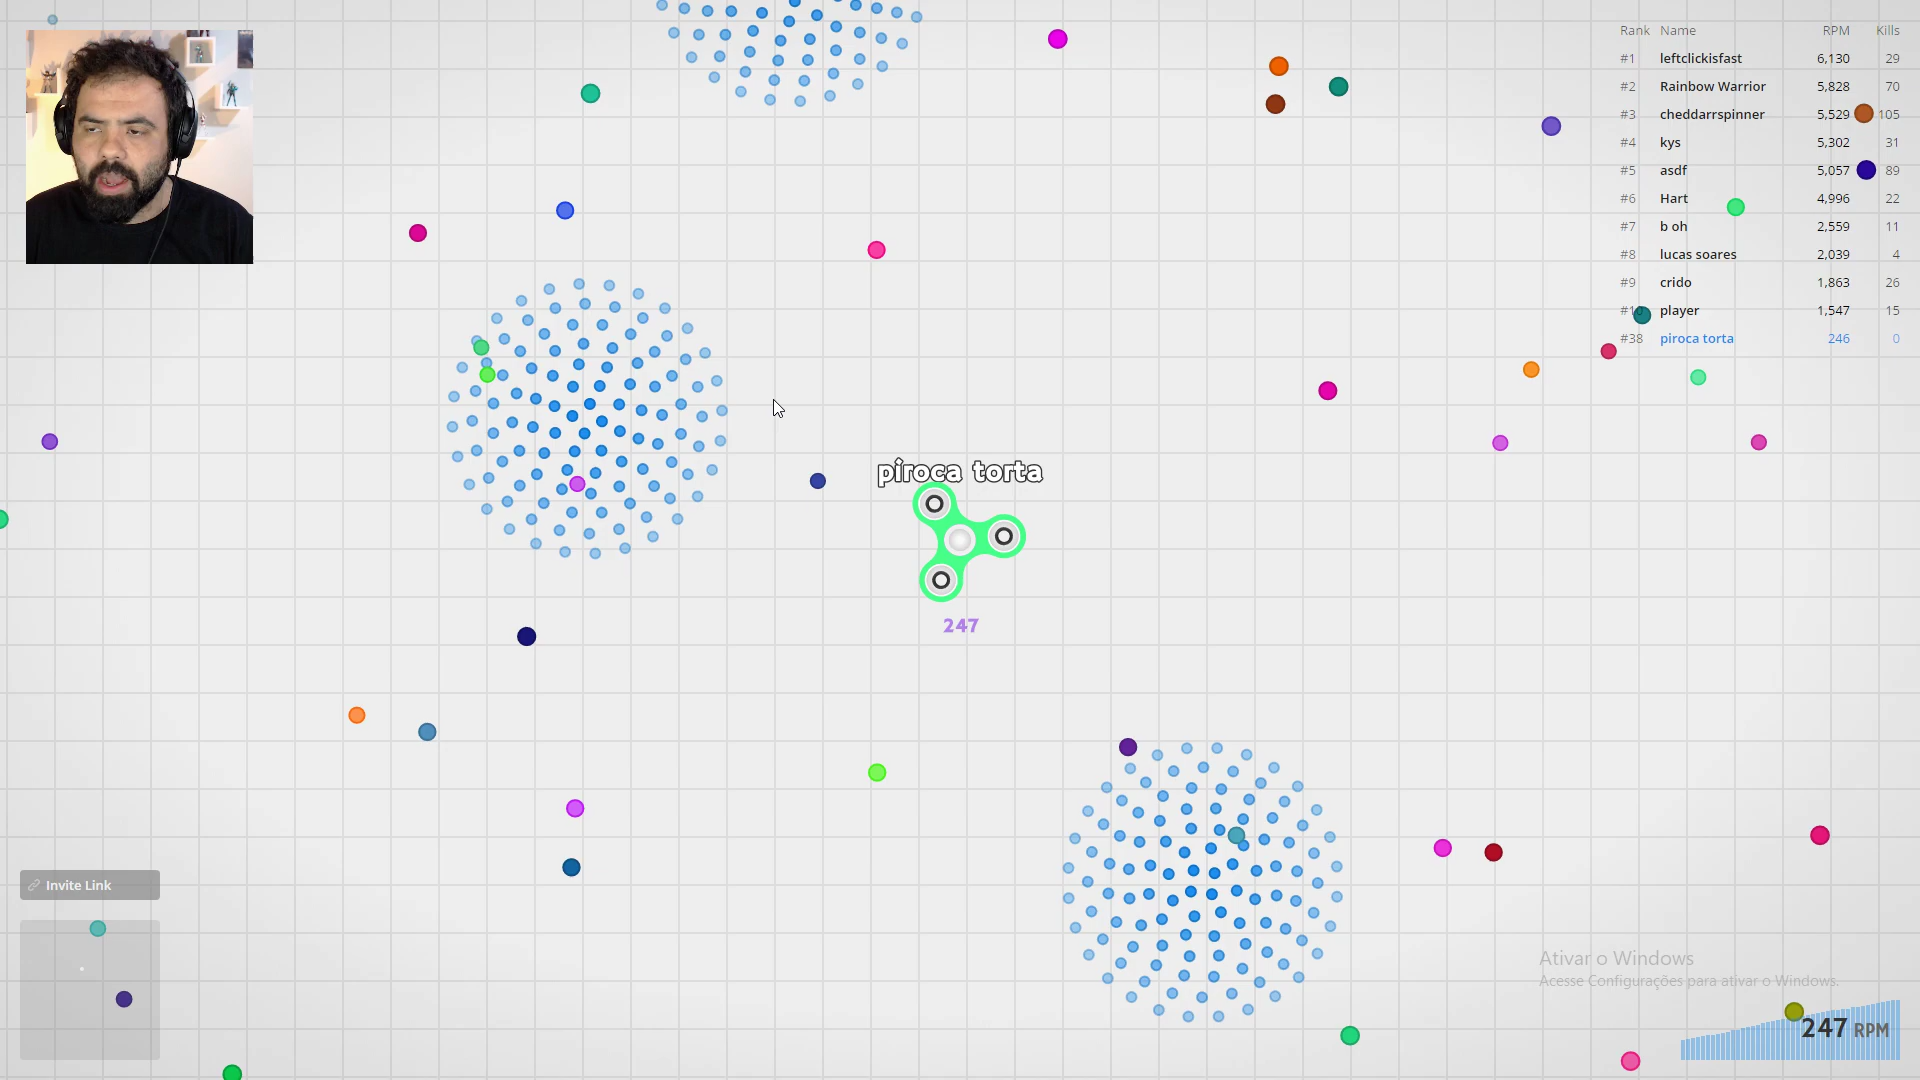 Rank Name RPM Kills
#1 leftclickisfast 6,130 29
#2 Rainbow Warrior 5,828 70
#3 cheddarrspinner 5,529 105
#4 kys 5,302 31
#5 asdf 5,057 89
#6 Hart 4,996 22
#7 b oh 2,559 11
#8 lucas soares 2,039 4
#9 crido 1,863 26
#10 player 1,547 15
#38 piroca torta 246 0
piroca torta
247
Invite Link
Ativar o Windows
Acesse Configurações para ativar o Windows.
247 RPM